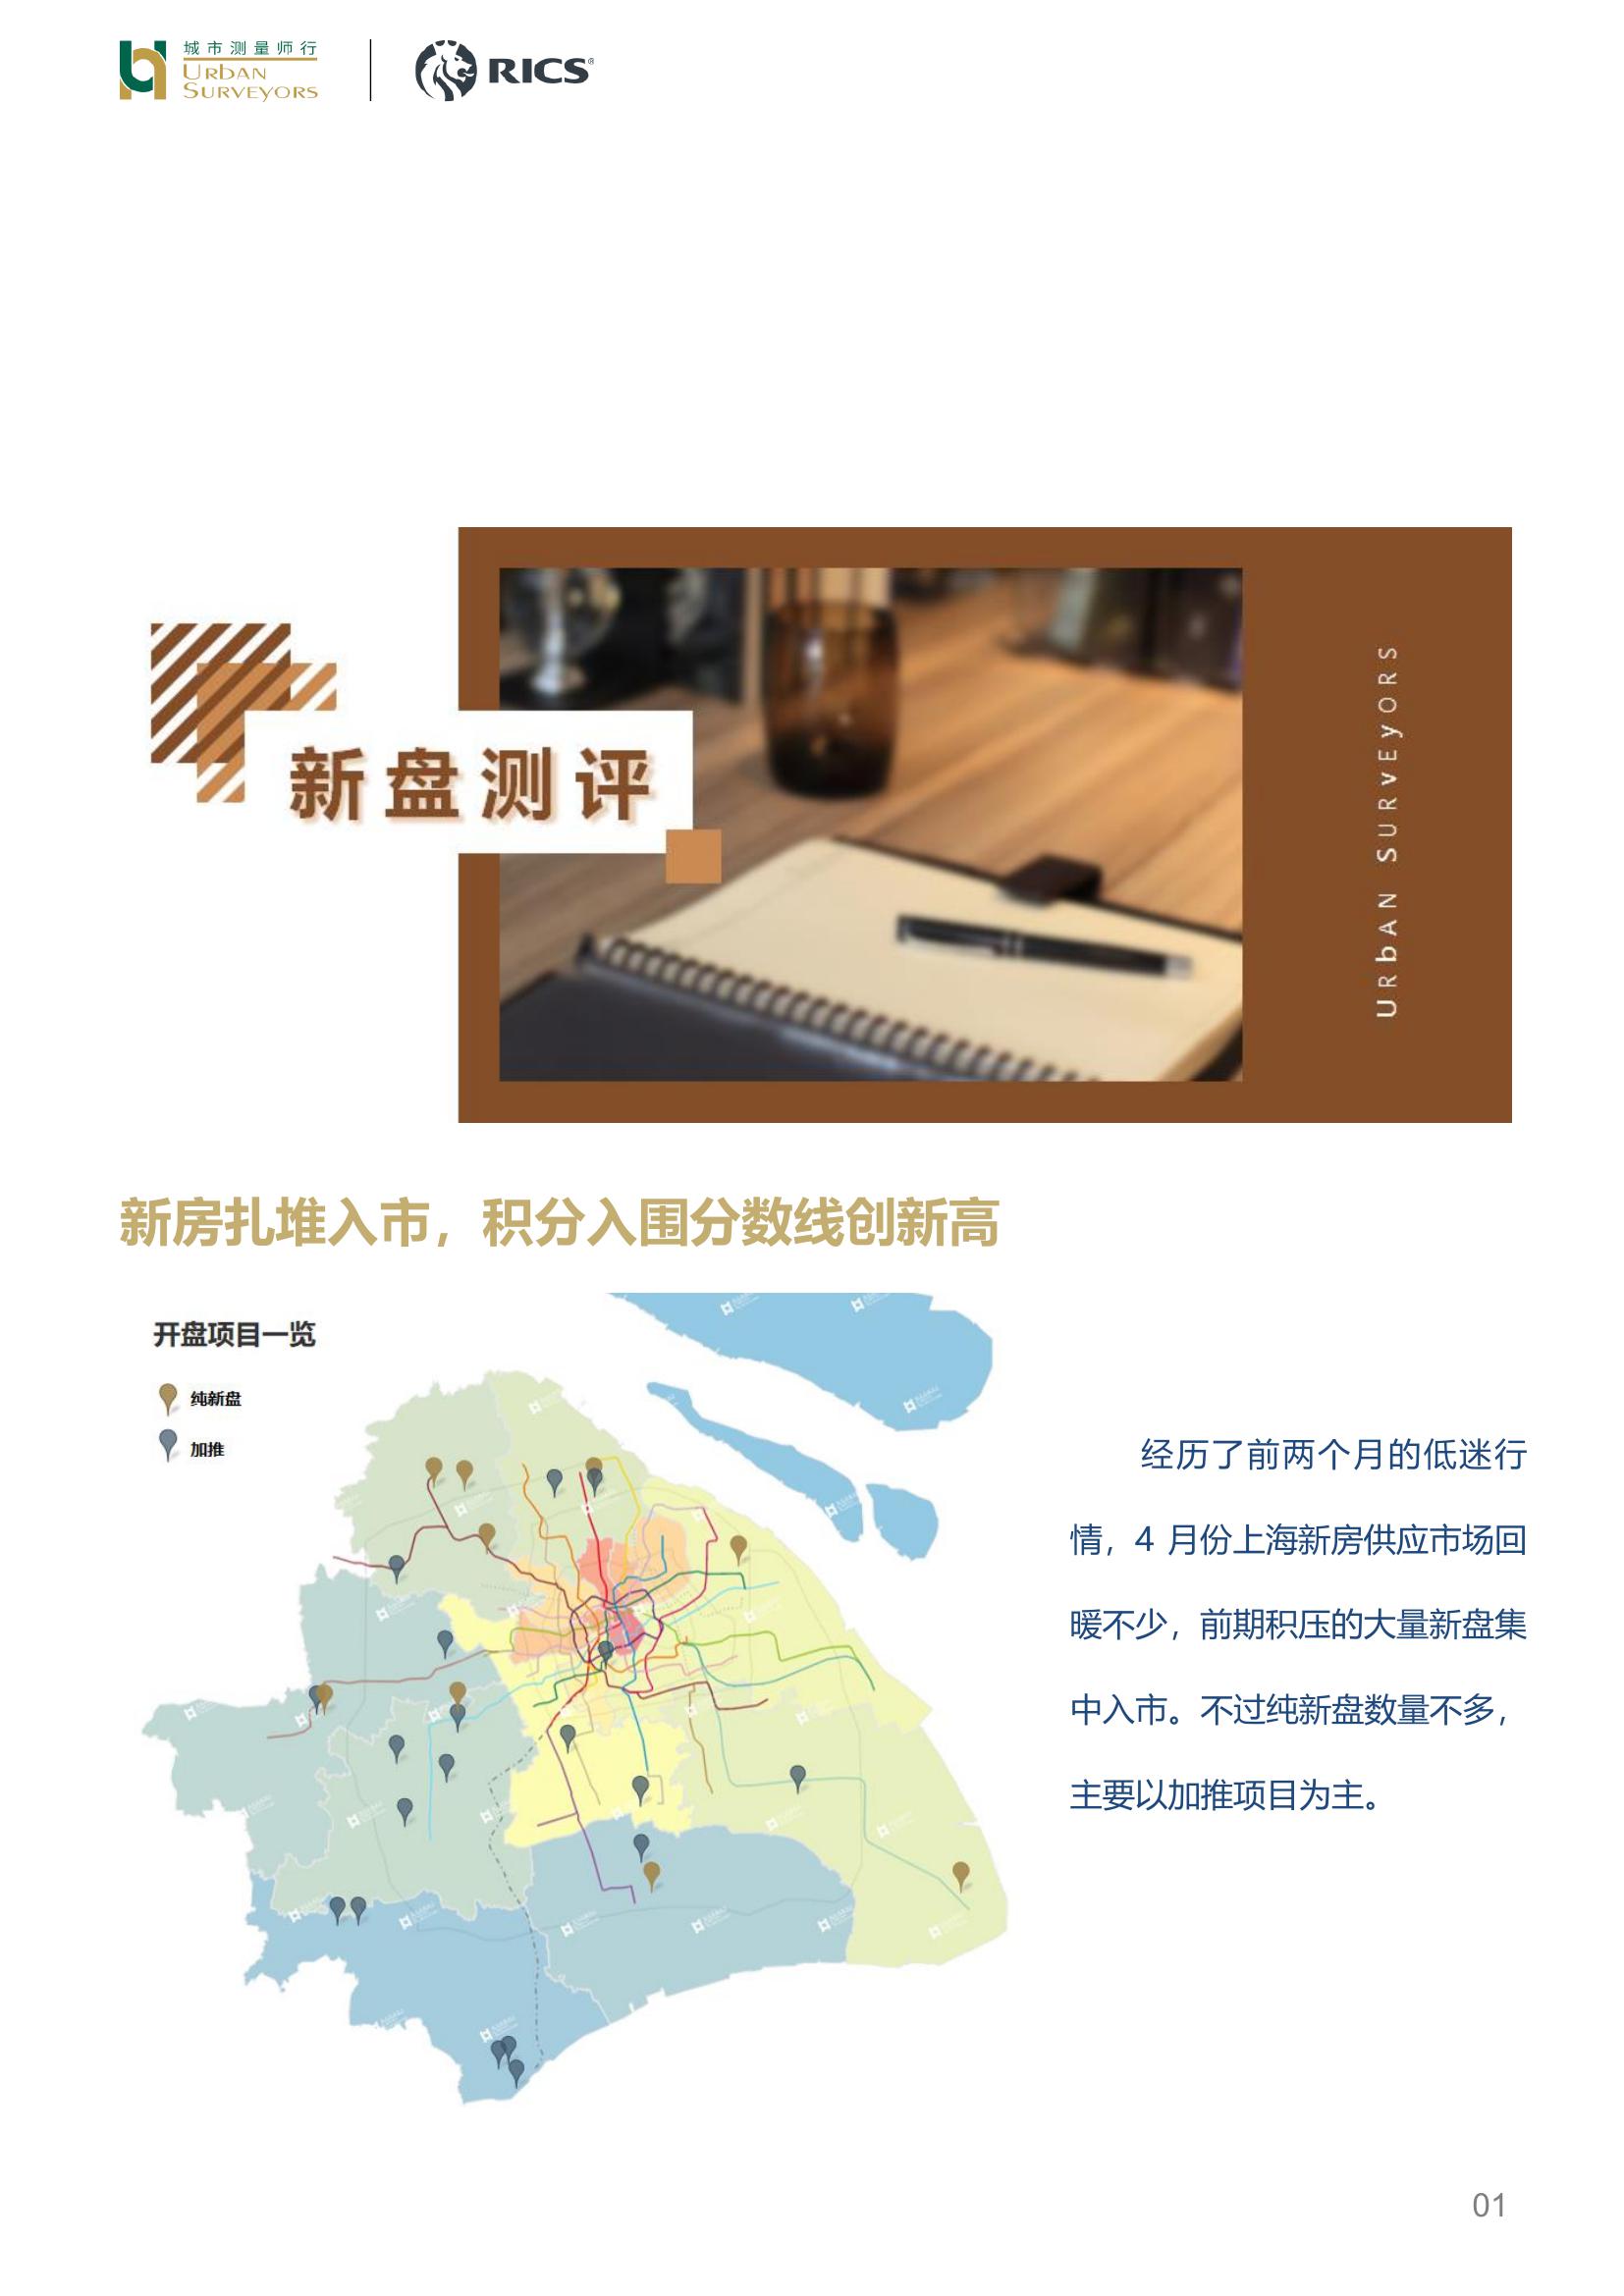 城市测量师行
URbAN
SURVEyORS
RICS®
新盘测评
URbAN SURVEyORS
新房扎堆入市，积分入围分数线创新高
开盘项目一览
纯新盘
加推
经历了前两个月的低迷行
情，4 月份上海新房供应市场回
暖不少，前期积压的大量新盘集
中入市。不过纯新盘数量不多，
主要以加推项目为主。
01